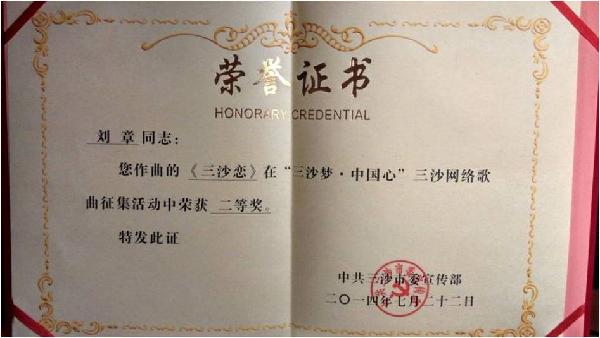 荣誉证书
HONORARY CREDENTIAL
刘 章 同志：
您作曲的《三沙恋》在“三沙梦·中国心”三沙网络歌
曲征集活动中荣获 二等奖。
特发此证
中共三沙市委宣传部
二〇一四年七月二十二日